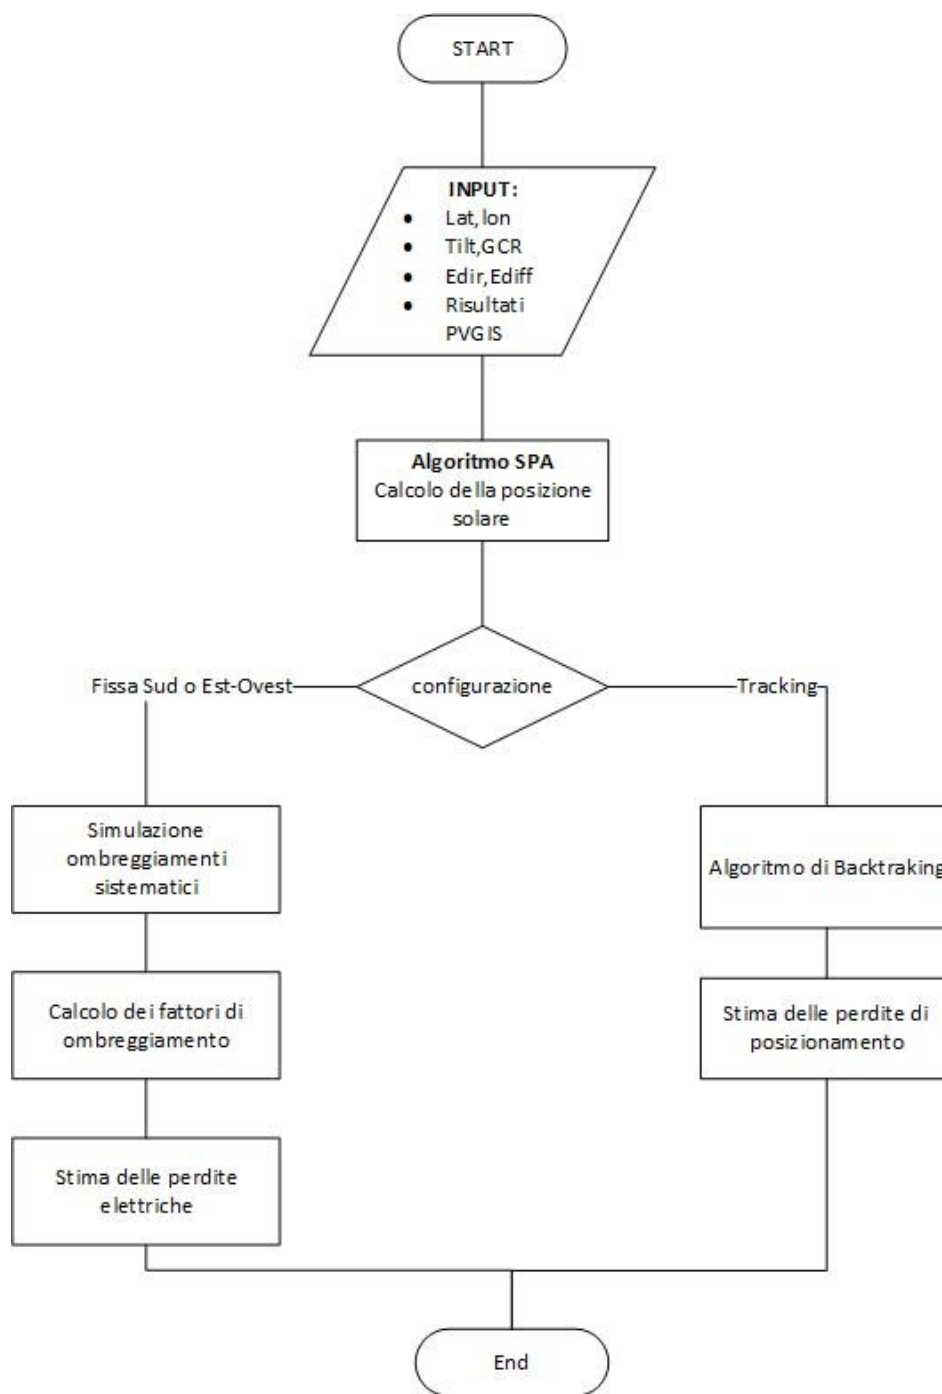 START
INPUT:
• Lat,lon
• Tilt,GCR
• Edir,Ediff
• Risultati
PVGIS
Algoritmo SPA
Calcolo della posizione
solare
configurazione
Fissa Sud o Est-Ovest
Tracking
Simulazione
ombreggiamenti
sistematici
Calcolo dei fattori di
ombreggiamento
Stima delle perdite
elettriche
Algoritmo di Backtraking
Stima delle perdite di
posizionamento
End